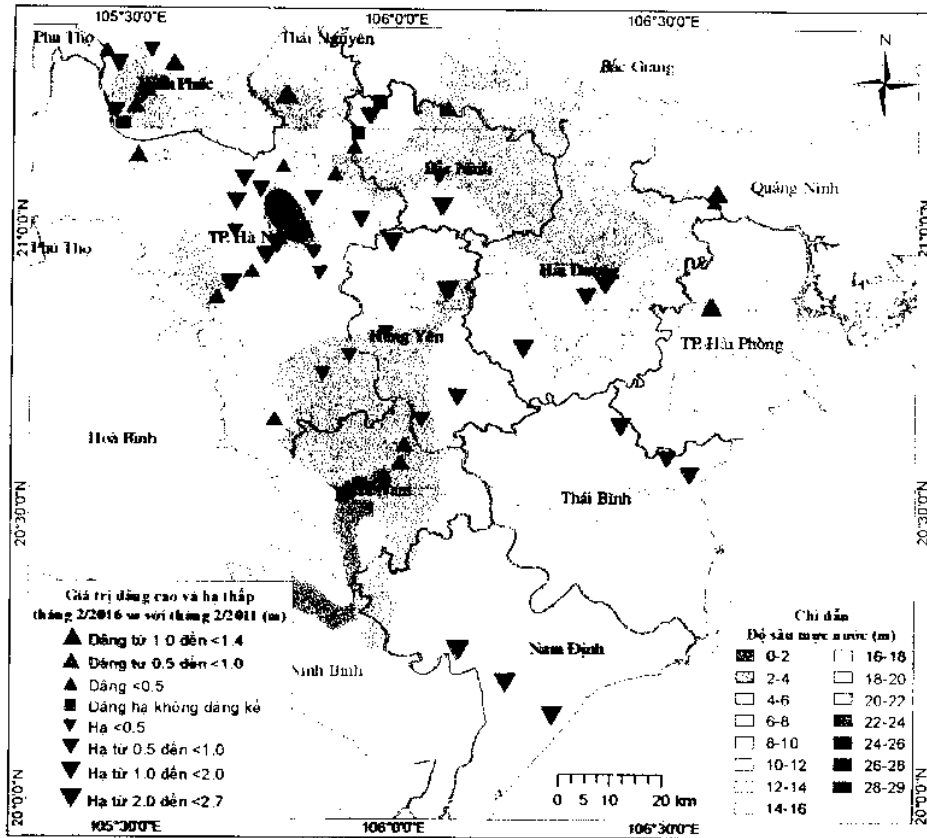 105°30'0"E 106°0'0"E 106°30'0"E
Phú Thọ
Thái Nguyên
Bắc Giang
N
Phúc
Bắc Ninh
Quảng Ninh
21°0'0"N
21°0'0"N
TP. Hà N
Phú Thọ
Hải Dương
Hưng Yên
TP. Hải Phòng
Hoà Bình
Thái Bình
20°30'0"N
20°30'0"N
Nam Định
Ninh Bình
Giá trị dâng cao và hạ thấp
tháng 2/2016 so với tháng 2/2011 (m)
Dâng từ 1.0 đến <1.4
Dâng từ 0.5 đến <1.0
Dâng <0.5
Dâng hạ không đáng kể
Hạ <0.5
Hạ từ 0.5 đến <1.0
Hạ từ 1.0 đến <2.0
Hạ từ 2.0 đến <2.7
Chỉ dẫn
Độ sâu mực nước (m)
0-2 16-18
2-4 18-20
4-6 20-22
6-8 22-24
8-10 24-26
10-12 26-28
12-14 28-29
14-16
0 5 10 20 km
20°0'0"N
20°0'0"N
105°30'0"E 106°0'0"E 106°30'0"E